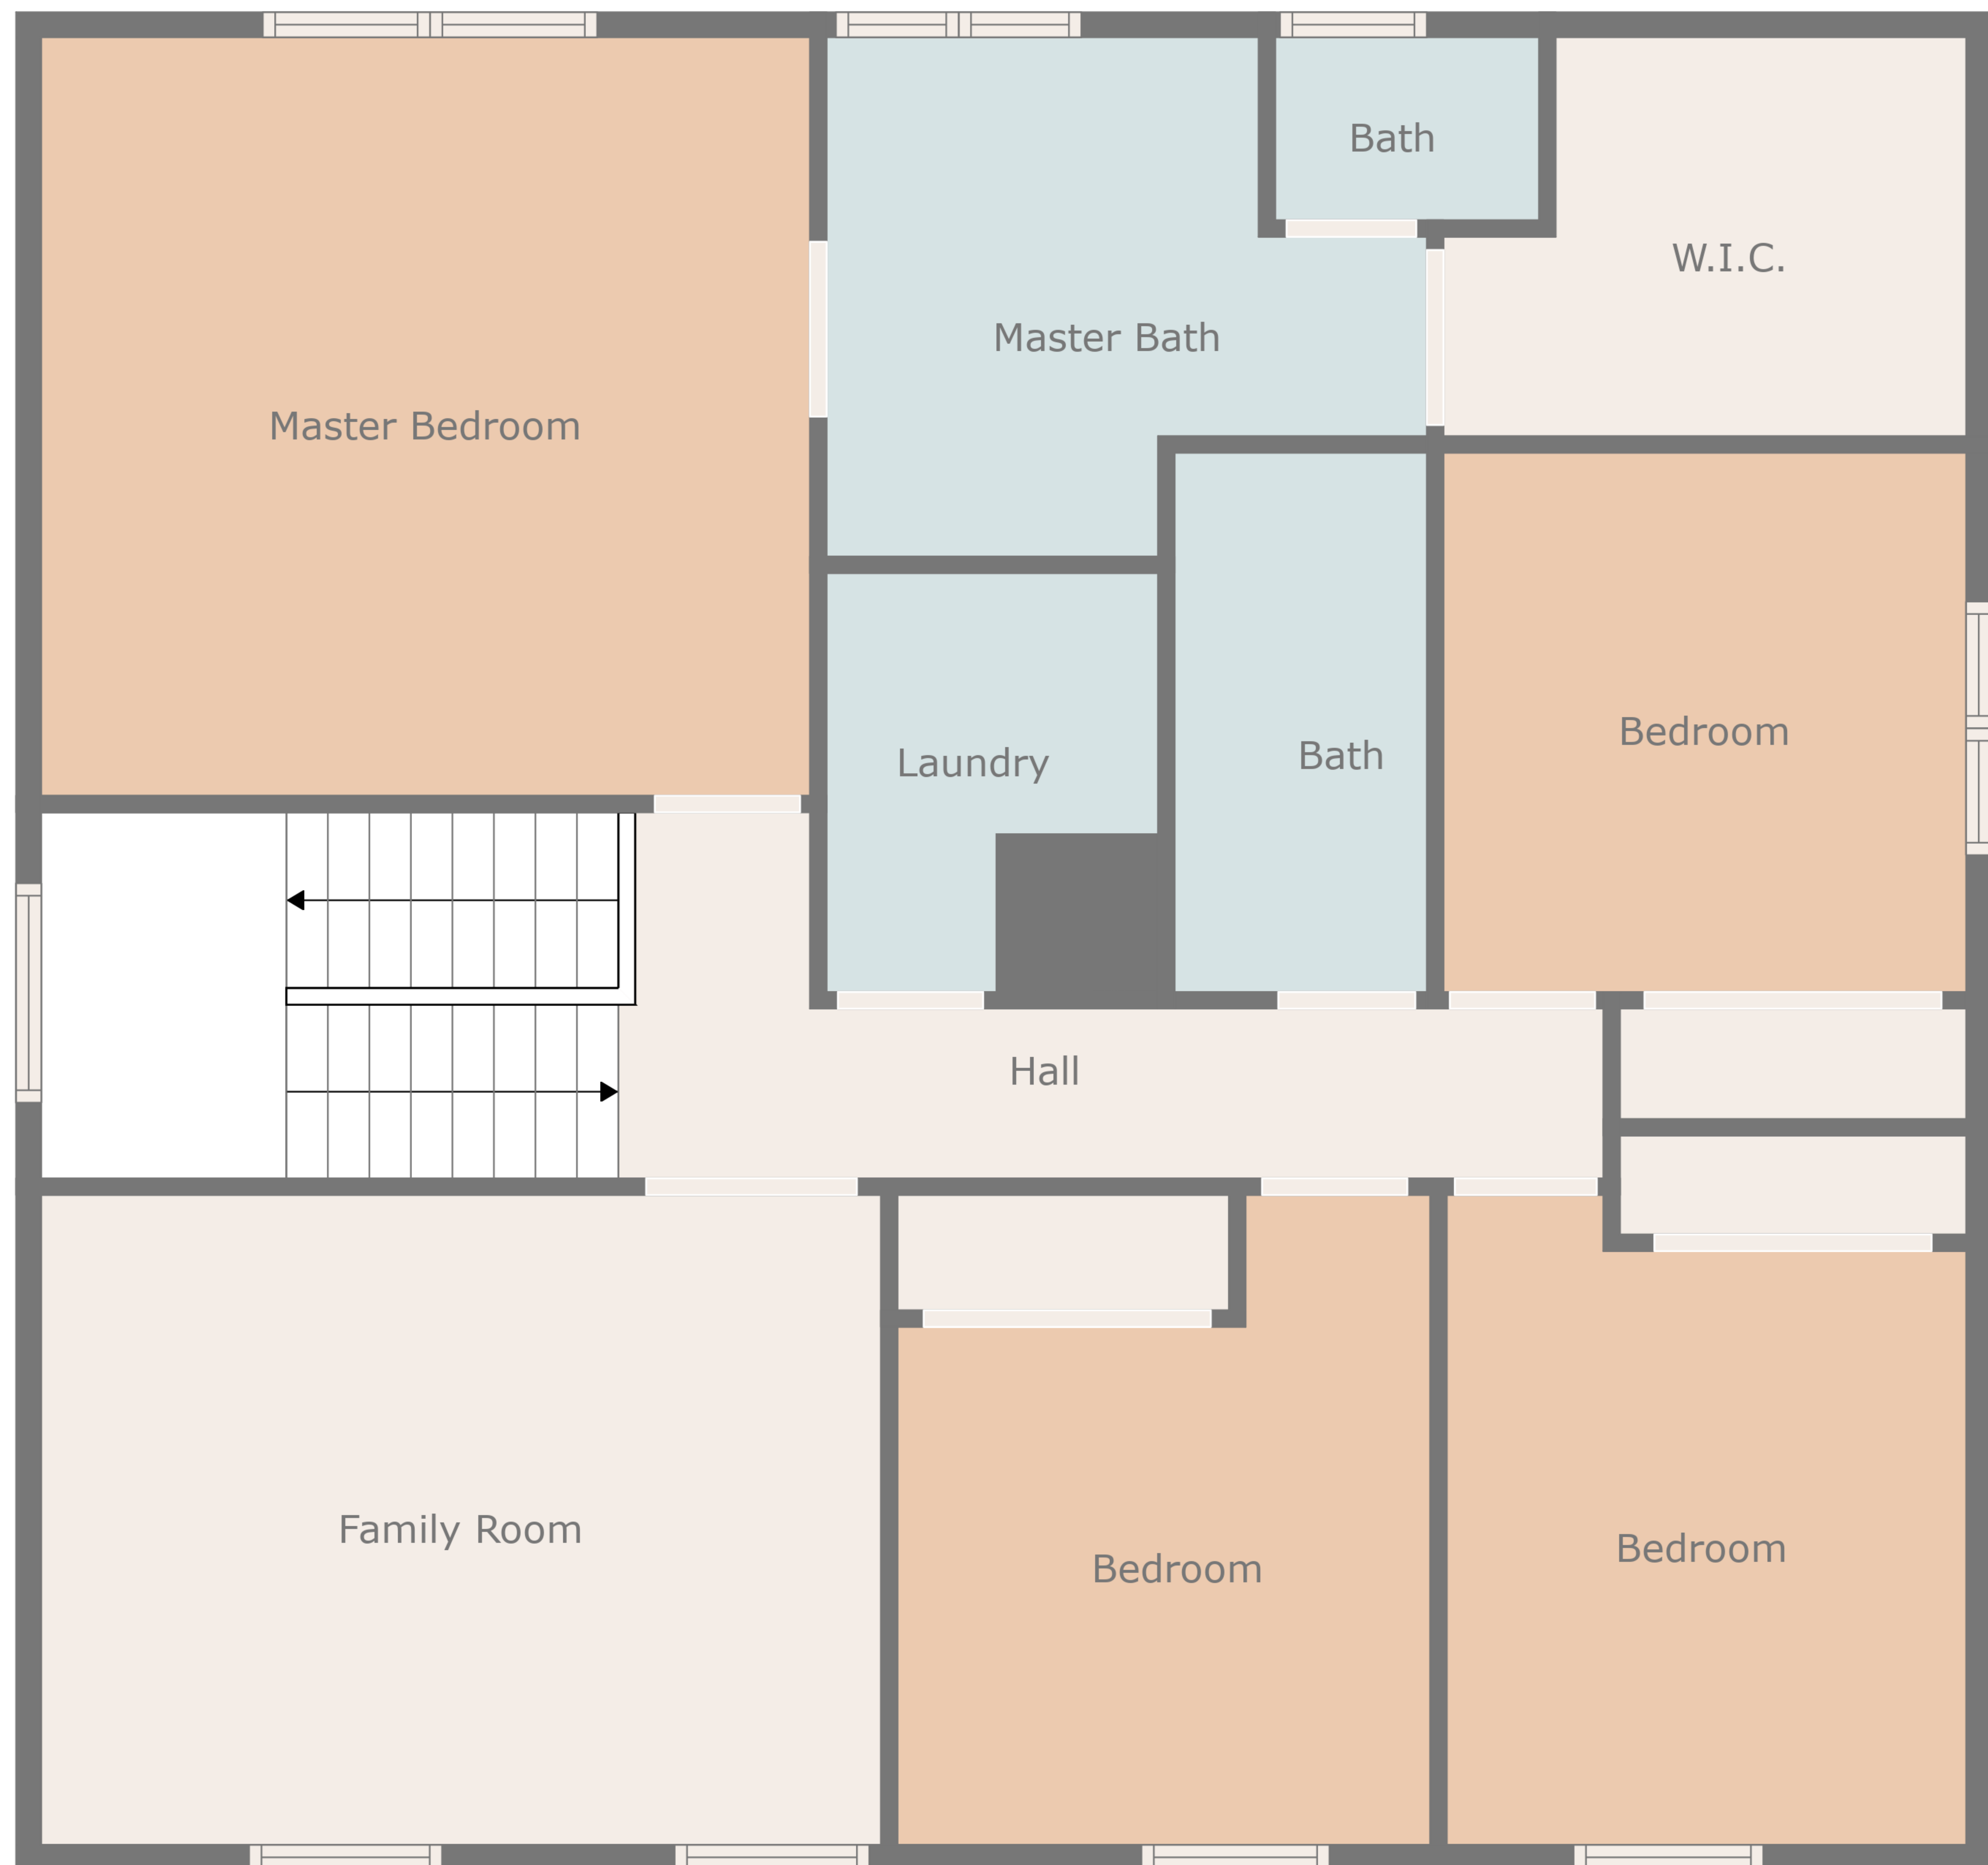 Bath
W.I.C.
Master Bath
Master Bedroom
Bedroom
Laundry
Bath
Hall
Family Room
Bedroom
Bedroom